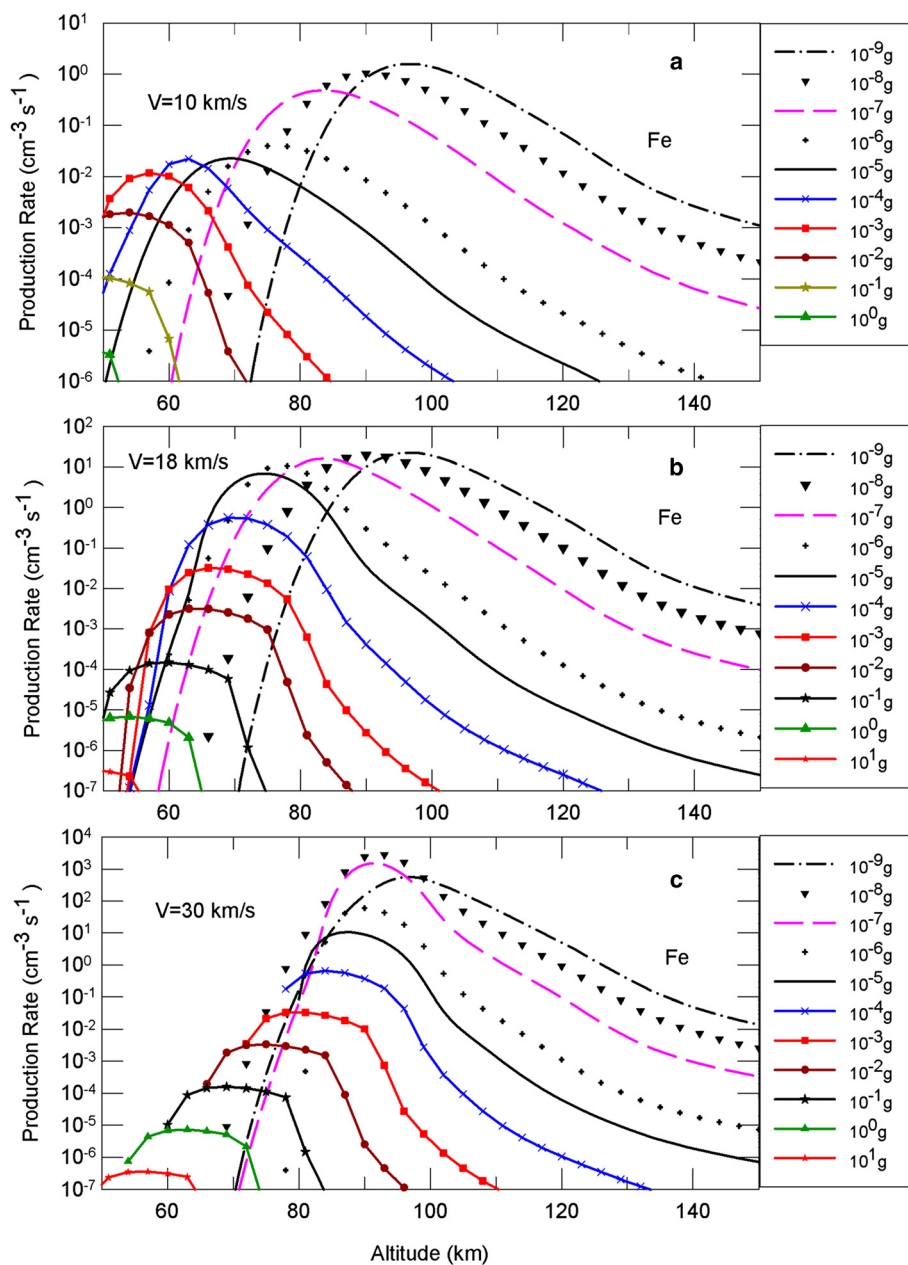 Production Rate (cm⁻³ s⁻¹)
10¹
10⁰
10⁻¹
10⁻²
10⁻³
10⁻⁴
10⁻⁵
10⁻⁶
V=10 km/s
a
Fe
60 80 100 120 140
10⁻⁹g
10⁻⁸g
10⁻⁷g
10⁻⁶g
10⁻⁵g
10⁻⁴g
10⁻³g
10⁻²g
10⁻¹g
10⁰g
Production Rate (cm⁻³ s⁻¹)
10²
10¹
10⁰
10⁻¹
10⁻²
10⁻³
10⁻⁴
10⁻⁵
10⁻⁶
10⁻⁷
V=18 km/s
b
Fe
60 80 100 120 140
10⁻⁹g
10⁻⁸g
10⁻⁷g
10⁻⁶g
10⁻⁵g
10⁻⁴g
10⁻³g
10⁻²g
10⁻¹g
10⁰g
10¹g
Production Rate (cm⁻³ s⁻¹)
10⁴
10³
10²
10¹
10⁰
10⁻¹
10⁻²
10⁻³
10⁻⁴
10⁻⁵
10⁻⁶
10⁻⁷
V=30 km/s
c
Fe
60 80 100 120 140
Altitude (km)
10⁻⁹g
10⁻⁸g
10⁻⁷g
10⁻⁶g
10⁻⁵g
10⁻⁴g
10⁻³g
10⁻²g
10⁻¹g
10⁰g
10¹g